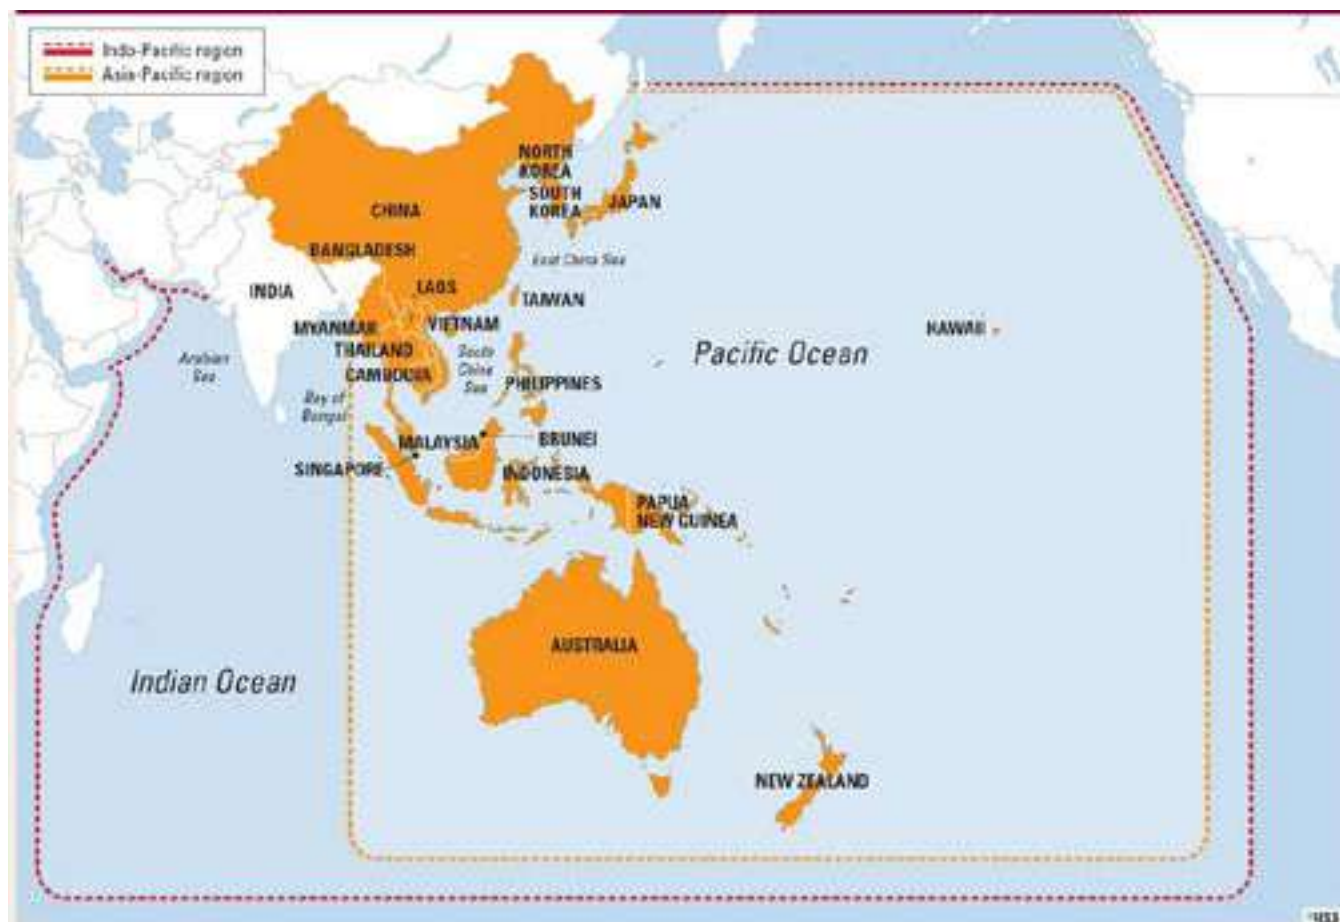 Indo-Pacific region
Asia-Pacific region
NORTH
KOREA
SOUTH
KOREA
JAPAN
CHINA
BANGLADESH
East China Sea
INDIA
LAOS
TAIWAN
MYANMAR
VIETNAM
HAWAII
THAILAND
South
China
Sea
Pacific Ocean
Arabian
Sea
CAMBODIA
PHILIPPINES
Bay of
Bengal
MALAYSIA
BRUNEI
SINGAPORE
INDONESIA
PAPUA
NEW GUINEA
AUSTRALIA
Indian Ocean
NEW ZEALAND